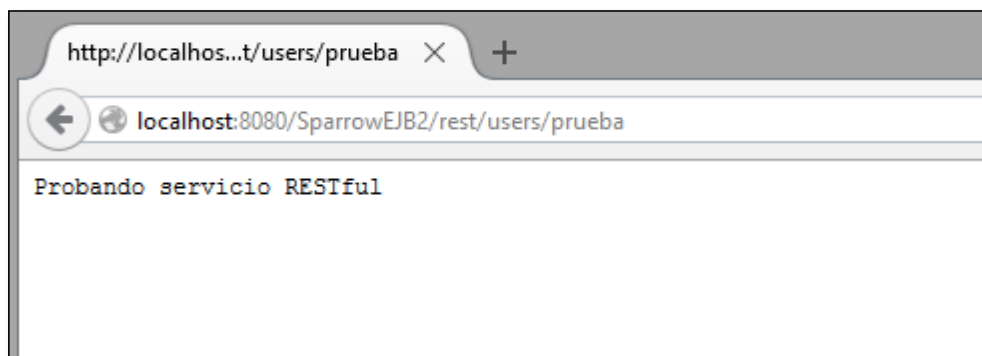 http://localhos...t/users/prueba
localhost:8080/SparrowEJB2/rest/users/prueba
Probando servicio RESTful